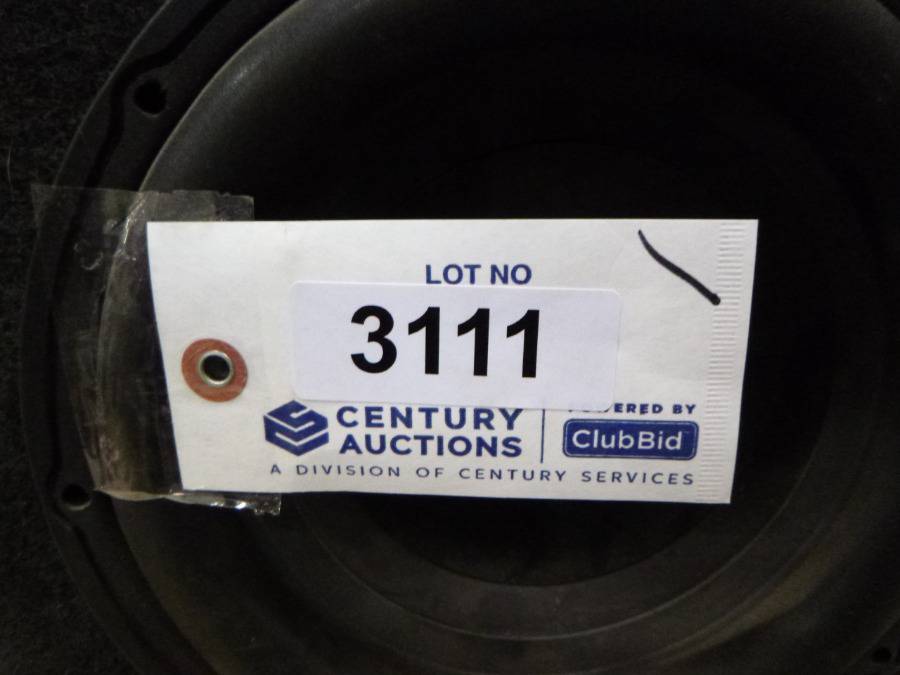 LOT NO
3111
CENTURY
AUCTIONS
POWERED BY
ClubBid
A DIVISION OF CENTURY SERVICES